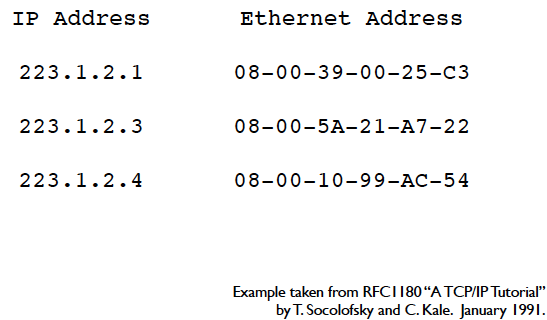 IP Address Ethernet Address
223.1.2.1 08-00-39-00-25-C3
223.1.2.3 08-00-5A-21-A7-22
223.1.2.4 08-00-10-99-AC-54
Example taken from RFC1180 “A TCP/IP Tutorial”
by T. Socolofsky and C. Kale. January 1991.